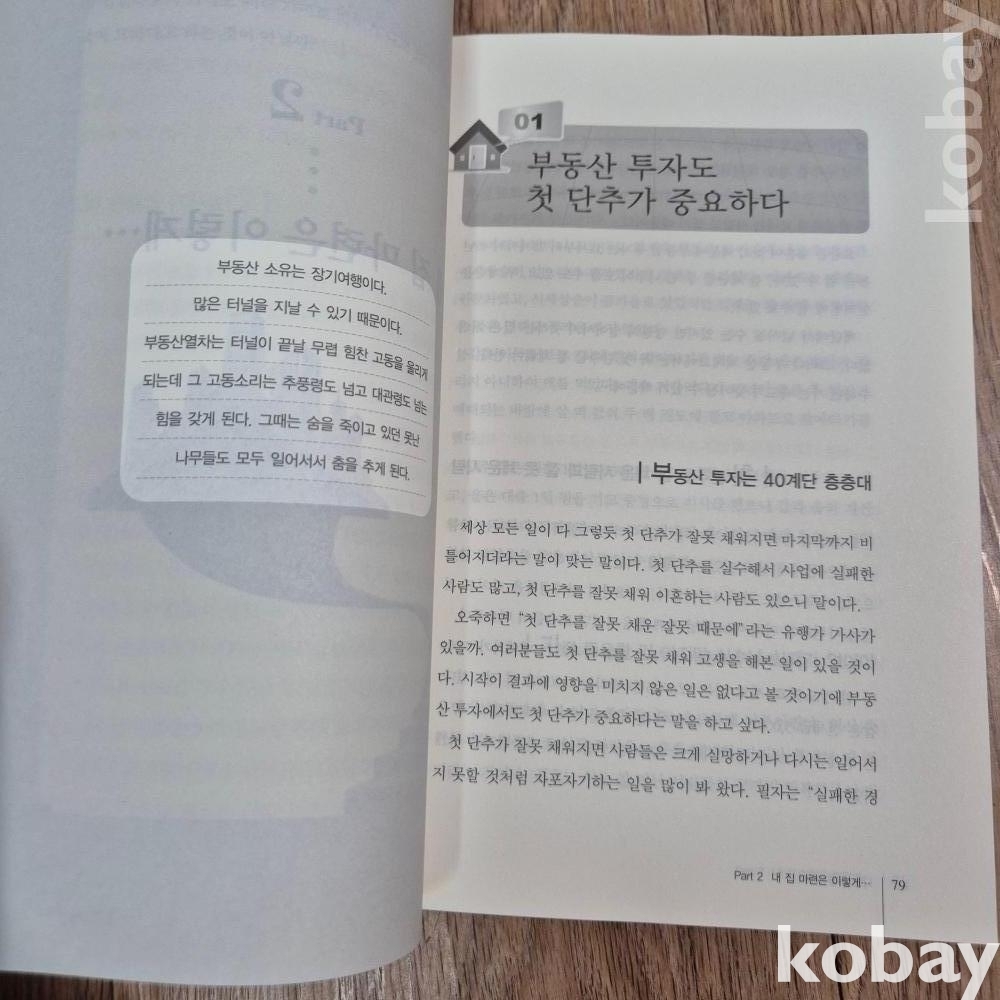 부동산 소유는 장기여행이다.
많은 터널을 지날 수 있기 때문이다.
부동산열차는 터널이 끝날 무렵 힘찬 고동을 울리게
되는데 그 고동소리는 추풍령도 넘고 대관령도 넘는
힘을 갖게 된다. 그때는 숨을 죽이고 있던 못난
나무들도 모두 일어서서 춤을 추게 된다.
01
부동산 투자도
첫 단추가 중요하다
부동산 투자는 40계단 층층대
세상 모든 일이 다 그렇듯 첫 단추가 잘못 채워지면 마지막까지 비
틀어지더라는 말이 맞는 말이다. 첫 단추를 실수해서 사업에 실패한
사람도 많고, 첫 단추를 잘못 채워 이혼하는 사람도 있으니 말이다.
오죽하면 “첫 단추를 잘못 채운 잘못 때문에”라는 유행가 가사가
있을까. 여러분들도 첫 단추를 잘못 채워 고생을 해본 일이 있을 것이
다. 시작이 결과에 영향을 미치지 않은 일은 없다고 볼 것이기에 부동
산 투자에서도 첫 단추가 중요하다는 말을 하고 싶다.
첫 단추가 잘못 채워지면 사람들은 크게 실망하거나 다시는 일어서
지 못할 것처럼 자포자기하는 일을 많이 봐 왔다. 필자는 “실패한 경
Part 2 내 집 마련은 이렇게… 79
kobay
kobay